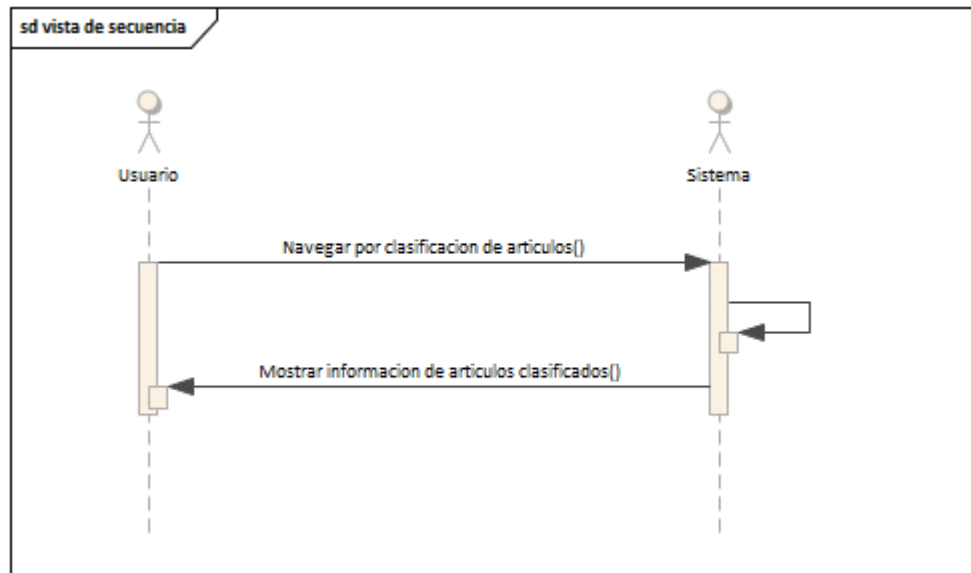 sd vista de secuencia
Usuario
Sistema
Navegar por clasificacion de articulos()
Mostrar informacion de articulos clasificados()